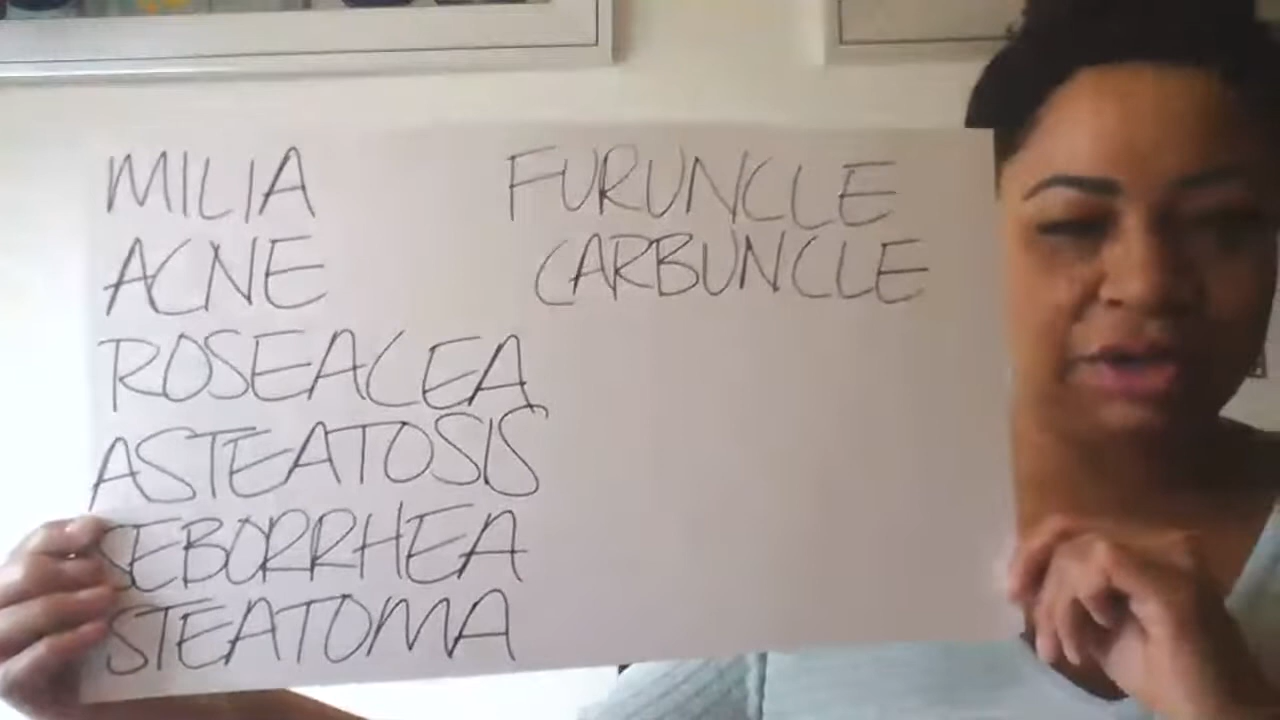 MILIA
ACNE
ROSEACEA
ASTEATOSIS
SEBORRHEA
STEATOMA
FURUNCLE
CARBUNCLE